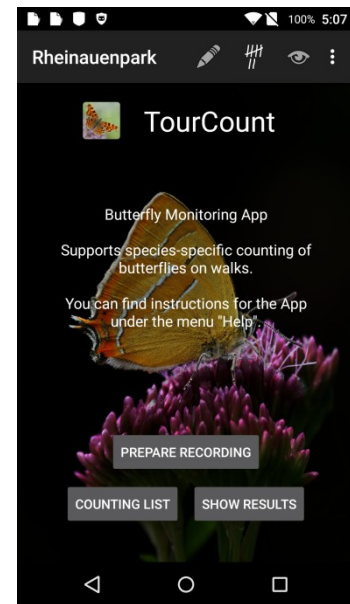 100% 5:07
Rheinauenpark
TourCount
Butterfly Monitoring App
Supports species-specific counting of
butterflies on walks.
You can find instructions for the App
under the menu "Help".
PREPARE RECORDING
COUNTING LIST SHOW RESULTS